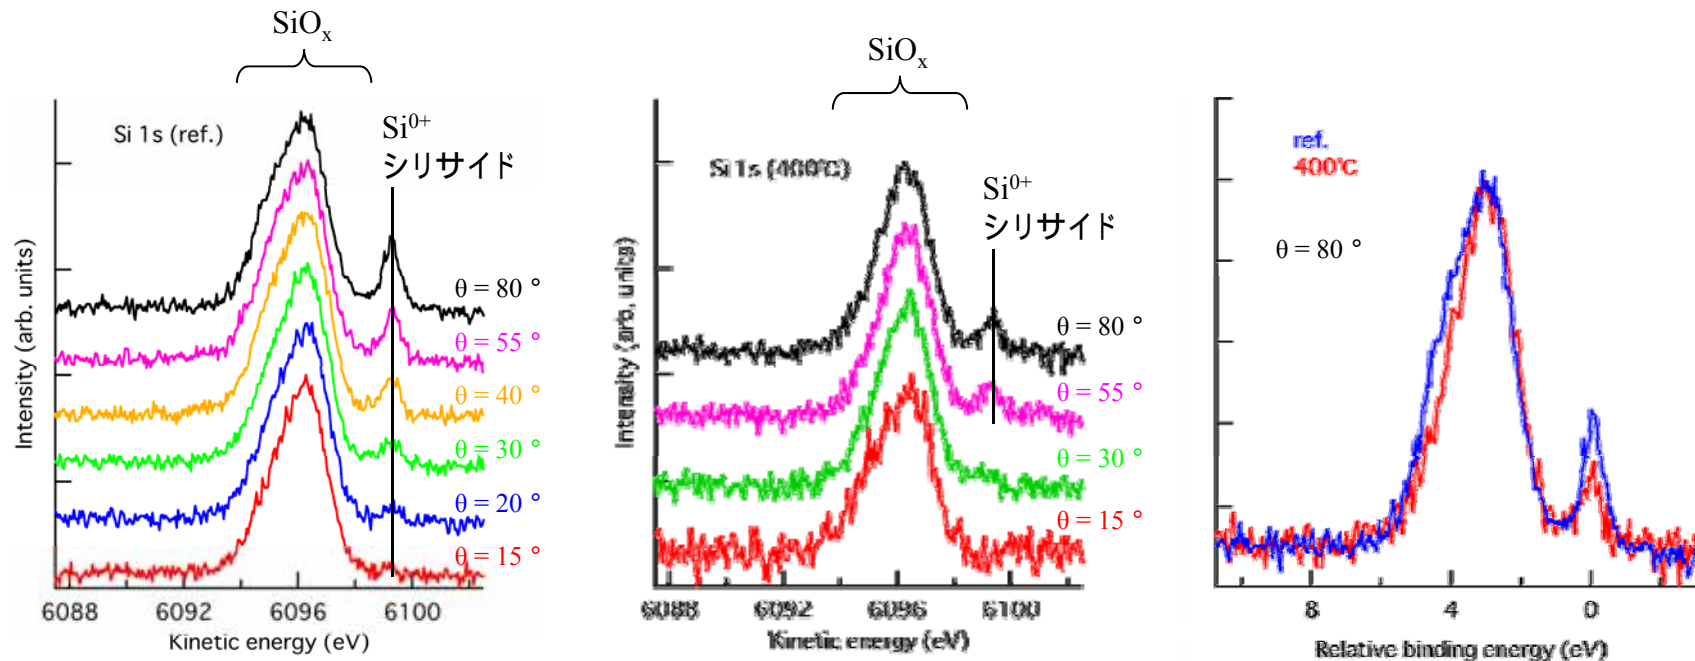 SiOx
Si 1s (ref.)
Si0+
シリサイド
θ = 80 °
θ = 55 °
θ = 40 °
θ = 30 °
θ = 20 °
θ = 15 °
Intensity (arb. units)
6088 6092 6096 6100
Kinetic energy (eV)
SiOx
Si 1s (400℃)
Si0+
シリサイド
θ = 80 °
θ = 55 °
θ = 30 °
θ = 15 °
Intensity (arb. units)
6088 6092 6096 6100
Kinetic energy (eV)
ref.
400℃
θ = 80 °
8 4 0
Relative binding energy (eV)